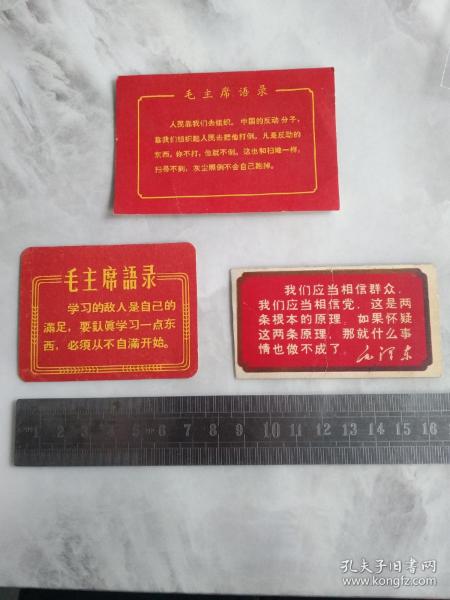 毛主席语录
人民靠我们去组织。中国的反动分子，
靠我们组织起人民去把他打倒。凡是反动的
东西，你不打，他就不倒。这也和扫地一样，
扫帚不到，灰尘照例不会自己跑掉。
毛主席語录
学习的敌人是自己的
滿足，要认眞学习一点东
西，必须从不自滿开始。
我们应当相信群众，
我们应当相信党，这是两
条根本的原理，如果怀疑
这两条原理，那就什么事
情也做不成了。
毛泽东
1 2 3 4 5 6 7 8 9 10 11 12 13 14 15 16
孔夫子旧书网
www.kongfz.com